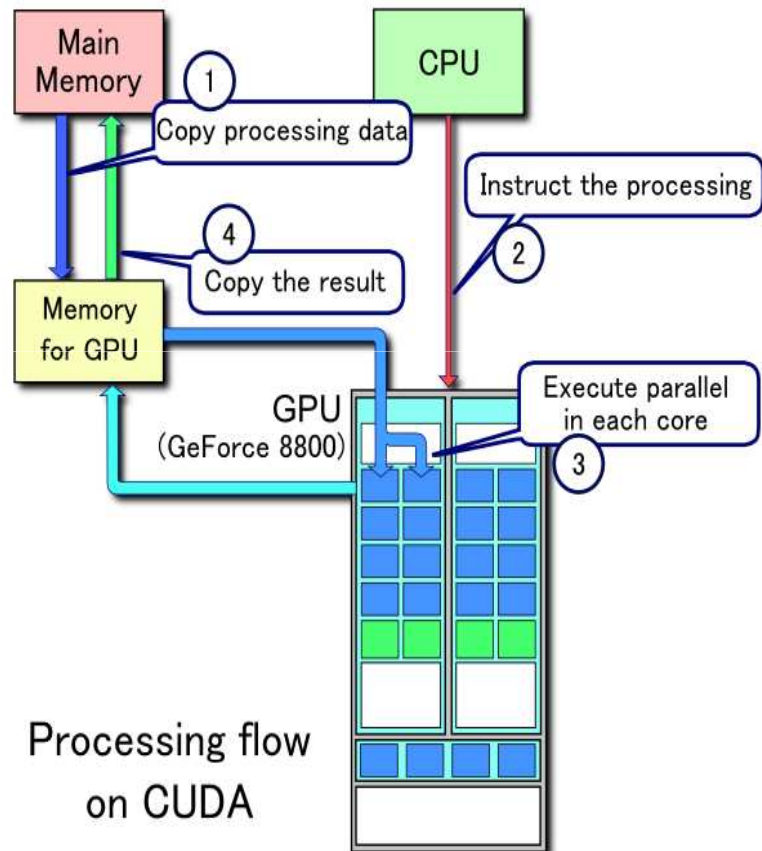 Main
Memory
CPU
1
Copy processing data
Instruct the processing
2
4
Copy the result
Memory
for GPU
GPU
(GeForce 8800)
Execute parallel
in each core
3
Processing flow
on CUDA